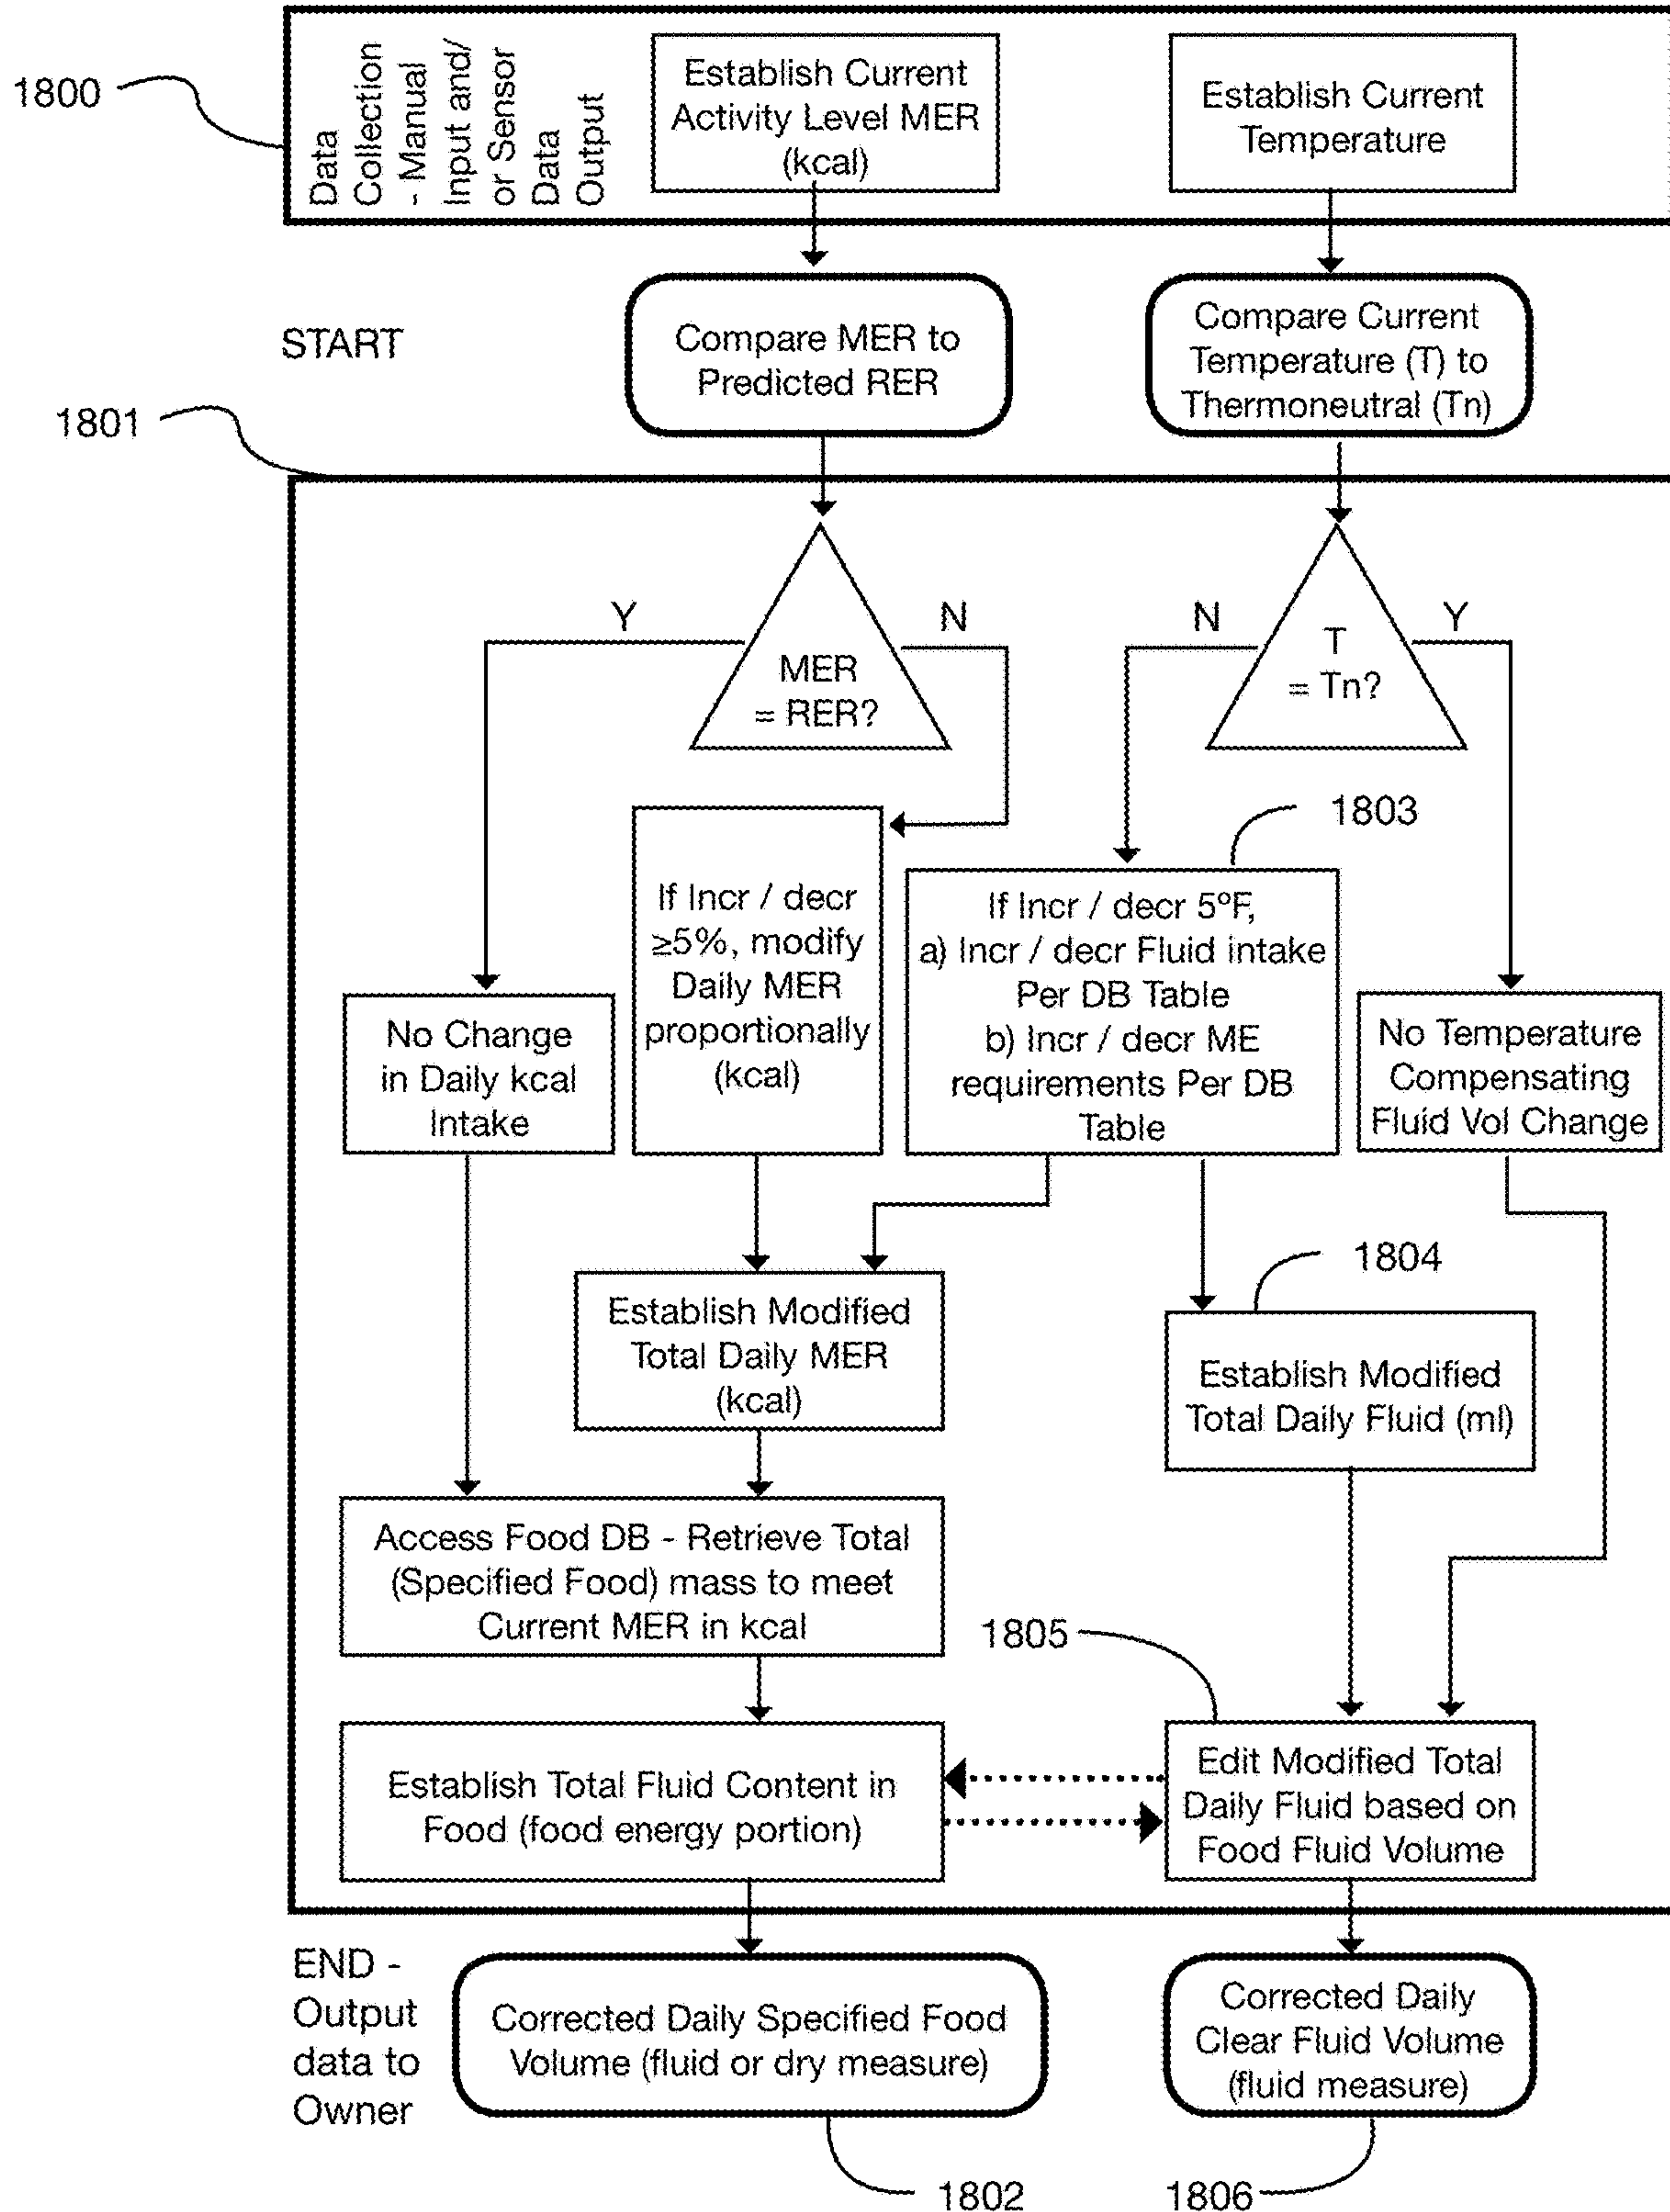 1800
Data
Collection
- Manual
Input and/
or Sensor
Data
Output
Establish Current
Activity Level MER
(kcal)
Establish Current
Temperature
START
Compare MER to
Predicted RER
Compare Current
Temperature (T) to
Thermoneutral (Tn)
1801
Y
N
MER
= RER?
N
Y
T
= Tn?
1803
If Incr / decr
≥5%, modify
Daily MER
proportionally
(kcal)
If Incr / decr 5ºF,
a) Incr / decr Fluid intake
Per DB Table
b) Incr / decr ME
requirements Per DB
Table
No Change
in Daily kcal
Intake
No Temperature
Compensating
Fluid Vol Change
1804
Establish Modified
Total Daily MER
(kcal)
Establish Modified
Total Daily Fluid (ml)
Access Food DB - Retrieve Total
(Specified Food) mass to meet
Current MER in kcal
1805
Establish Total Fluid Content in
Food (food energy portion)
Edit Modified Total
Daily Fluid based on
Food Fluid Volume
END -
Output
data to
Owner
Corrected Daily Specified Food
Volume (fluid or dry measure)
Corrected Daily
Clear Fluid Volume
(fluid measure)
1802
1806